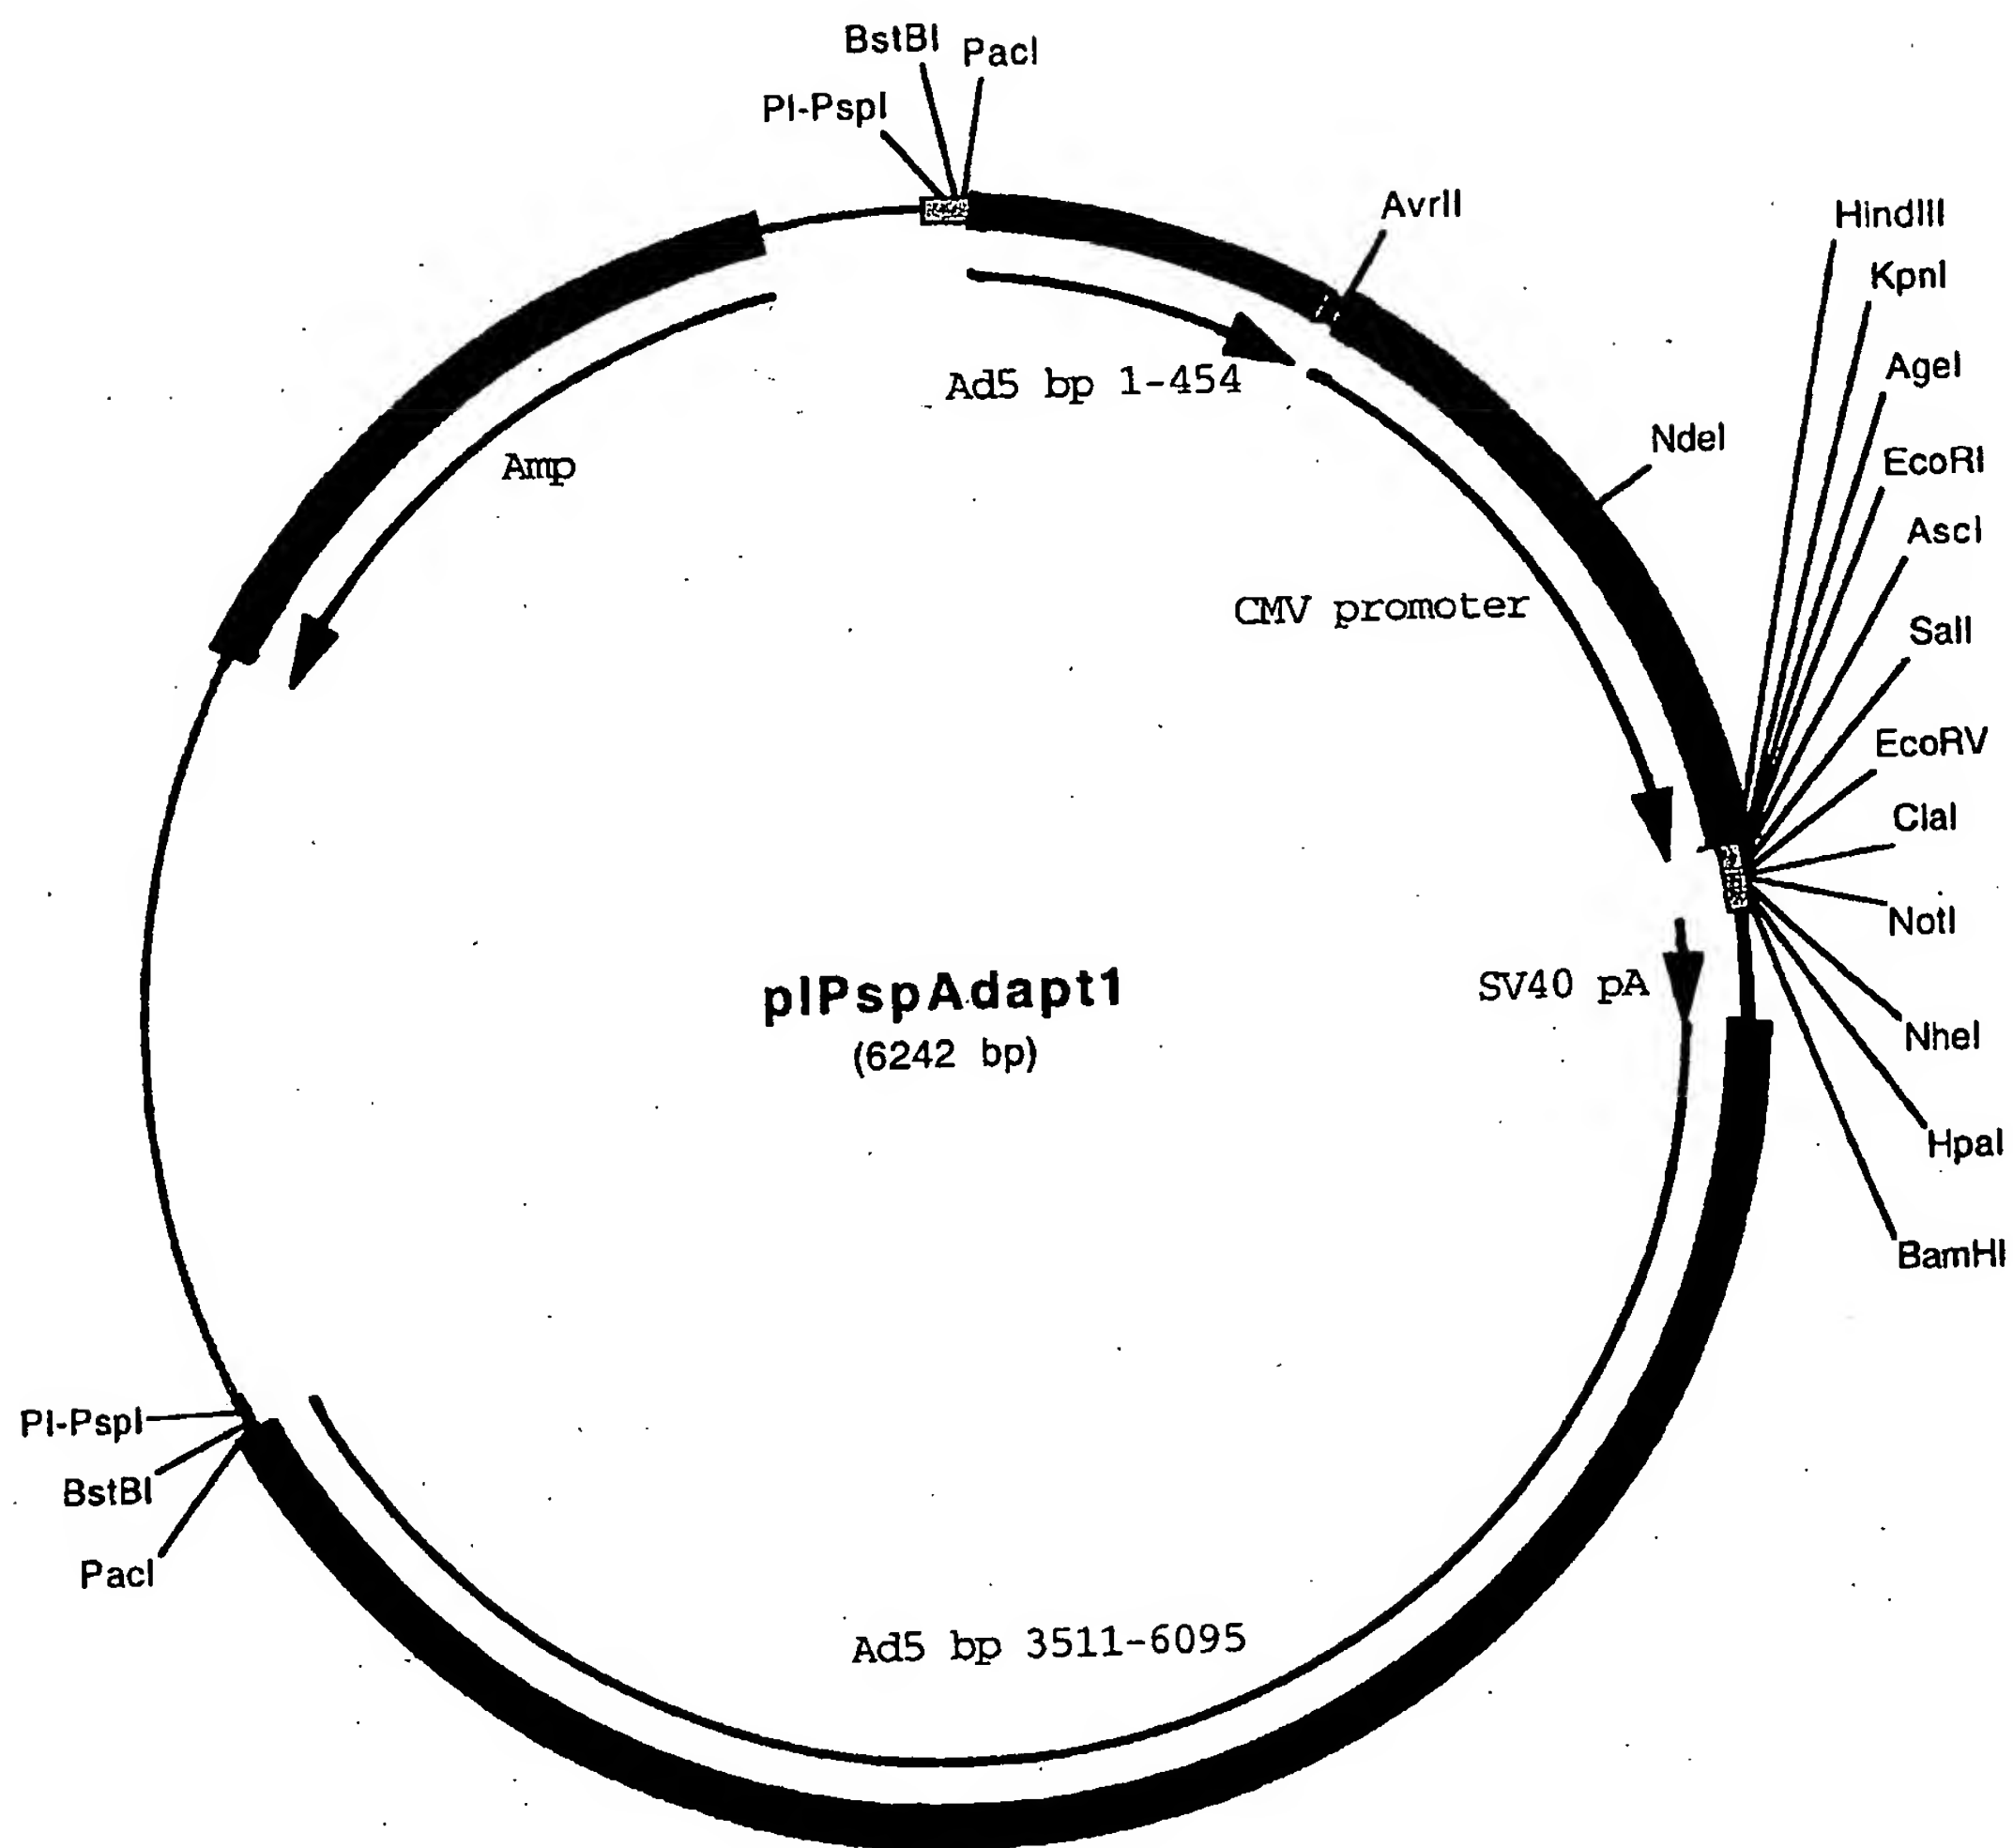 BstBI
PacI
PI-PspI
AvrII
HindIII
KpnI
AgeI
Ad5 bp 1-454
NdeI
EcoRI
Amp
AscI
CMV promoter
SalI
EcoRV
ClaI
NotI
pIPspAdapt1
SV40 pA
(6242 bp)
NheI
HpaI
BamHI
PI-PspI
BstBI
PacI
Ad5 bp 3511-6095